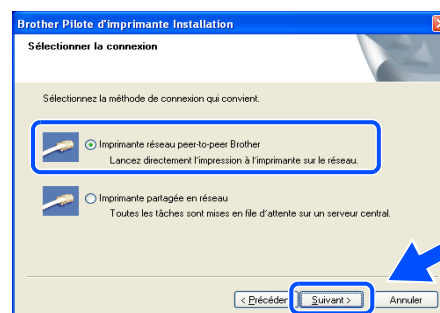 Brother Pilote d'imprimante Installation
Sélectionner la connexion
Sélectionnez la méthode de connexion qui convient.
Imprimante réseau peer-to-peer Brother
Lancez directement l'impression à l'imprimante sur le réseau.
Imprimante partagée en réseau
Toutes les tâches sont mises en file d'attente sur un serveur central.
< Précéden Suivant > Annuler